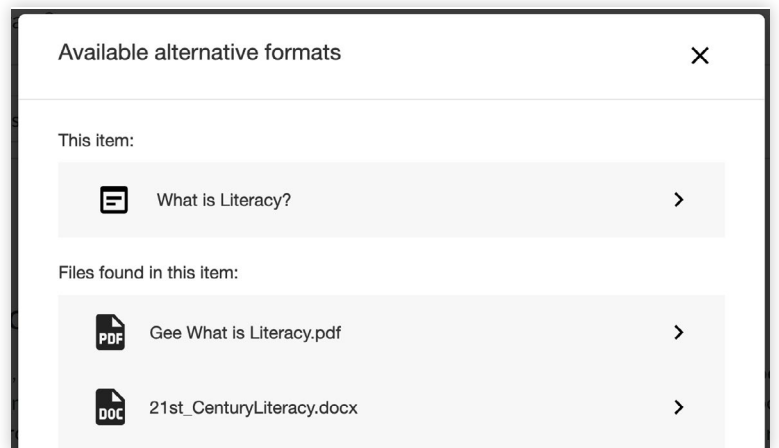 Available alternative formats
This item:
What is Literacy?
Files found in this item:
PDF Gee What is Literacy.pdf
DOC 21st_CenturyLiteracy.docx